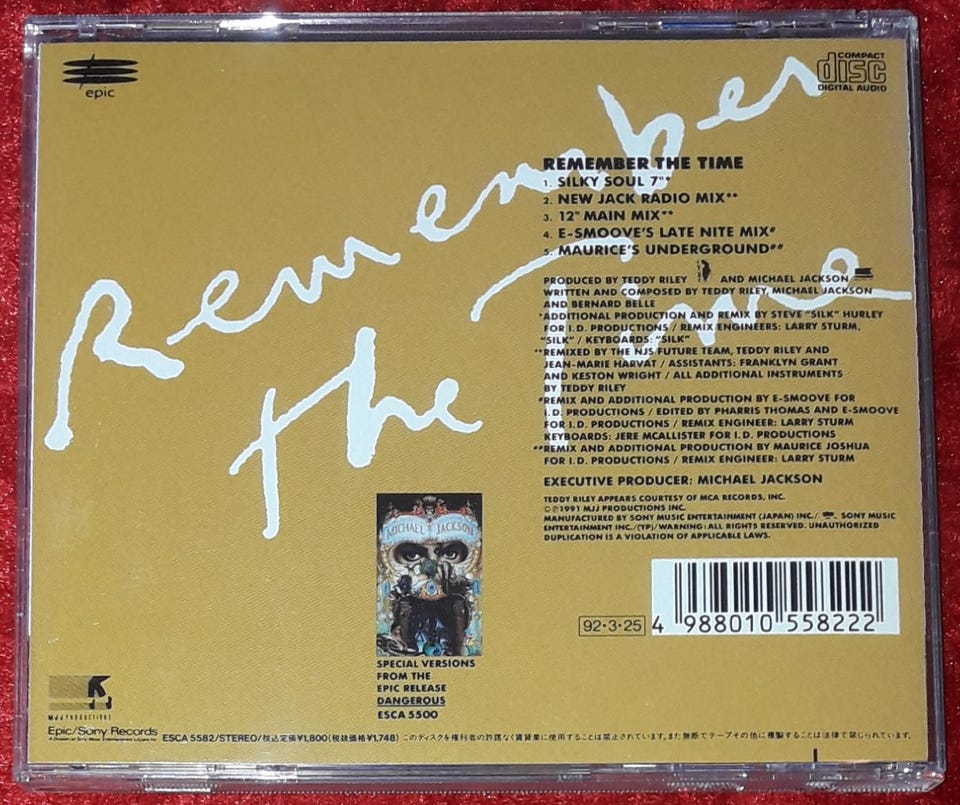 epic
COMPACT
disc
DIGITAL AUDIO
Remember
the Time
REMEMBER THE TIME
1. SILKY SOUL 7"*
2. NEW JACK RADIO MIX**
3. 12" MAIN MIX**
4. E-SMOOVE'S LATE NITE MIX#
5. MAURICE'S UNDERGROUND##
PRODUCED BY TEDDY RILEY AND MICHAEL JACKSON
WRITTEN AND COMPOSED BY TEDDY RILEY, MICHAEL JACKSON
AND BERNARD BELLE
*ADDITIONAL PRODUCTION AND REMIX BY STEVE "SILK" HURLEY
FOR I.D. PRODUCTIONS / REMIX ENGINEERS: LARRY STURM,
"SILK" / KEYBOARDS: "SILK"
**REMIXED BY THE NJS FUTURE TEAM, TEDDY RILEY AND
JEAN-MARIE HARVAT / ASSISTANTS: FRANKLYN GRANT
AND KESTON WRIGHT / ALL ADDITIONAL INSTRUMENTS
BY TEDDY RILEY
#REMIX AND ADDITIONAL PRODUCTION BY E-SMOOVE FOR
I.D. PRODUCTIONS / EDITED BY PHARRIS THOMAS AND E-SMOOVE
FOR I.D. PRODUCTIONS / REMIX ENGINEER: LARRY STURM
KEYBOARDS: JERE MCALLISTER FOR I.D. PRODUCTIONS
##REMIX AND ADDITIONAL PRODUCTION BY MAURICE JOSHUA
FOR I.D. PRODUCTIONS / REMIX ENGINEER: LARRY STURM
EXECUTIVE PRODUCER: MICHAEL JACKSON
TEDDY RILEY APPEARS COURTESY OF MCA RECORDS, INC.
©℗1991 MJJ PRODUCTIONS INC.
MANUFACTURED BY SONY MUSIC ENTERTAINMENT (JAPAN) INC./ SONY MUSIC
ENTERTAINMENT INC./(YP)/WARNING: ALL RIGHTS RESERVED. UNAUTHORIZED
DUPLICATION IS A VIOLATION OF APPLICABLE LAWS.
MICHAEL JACKSON
SPECIAL VERSIONS
FROM THE
EPIC RELEASE
DANGEROUS
ESCA 5500
92・3・25
4 988010 558222
MJJ PRODUCTIONS
Epic/Sony Records
ESCA 5582/STEREO/税込定価¥1,800(税抜価格¥1,748) このディスクを権利者の許諾なく賃貸業に使用することは禁止されています。また無断でテープその他に複製することは法律で禁じられています。